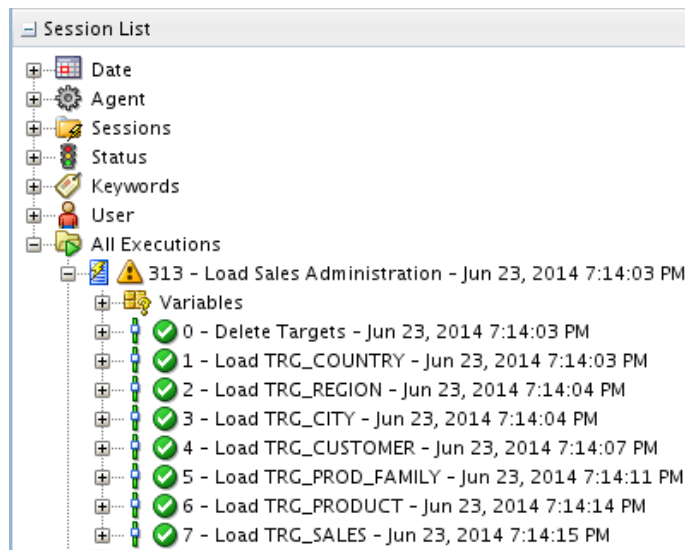 Session List
Date
Agent
Sessions
Status
Keywords
User
All Executions
313 - Load Sales Administration - Jun 23, 2014 7:14:03 PM
Variables
0 - Delete Targets - Jun 23, 2014 7:14:03 PM
1 - Load TRG_COUNTRY - Jun 23, 2014 7:14:03 PM
2 - Load TRG_REGION - Jun 23, 2014 7:14:04 PM
3 - Load TRG_CITY - Jun 23, 2014 7:14:04 PM
4 - Load TRG_CUSTOMER - Jun 23, 2014 7:14:07 PM
5 - Load TRG_PROD_FAMILY - Jun 23, 2014 7:14:11 PM
6 - Load TRG_PRODUCT - Jun 23, 2014 7:14:14 PM
7 - Load TRG_SALES - Jun 23, 2014 7:14:15 PM